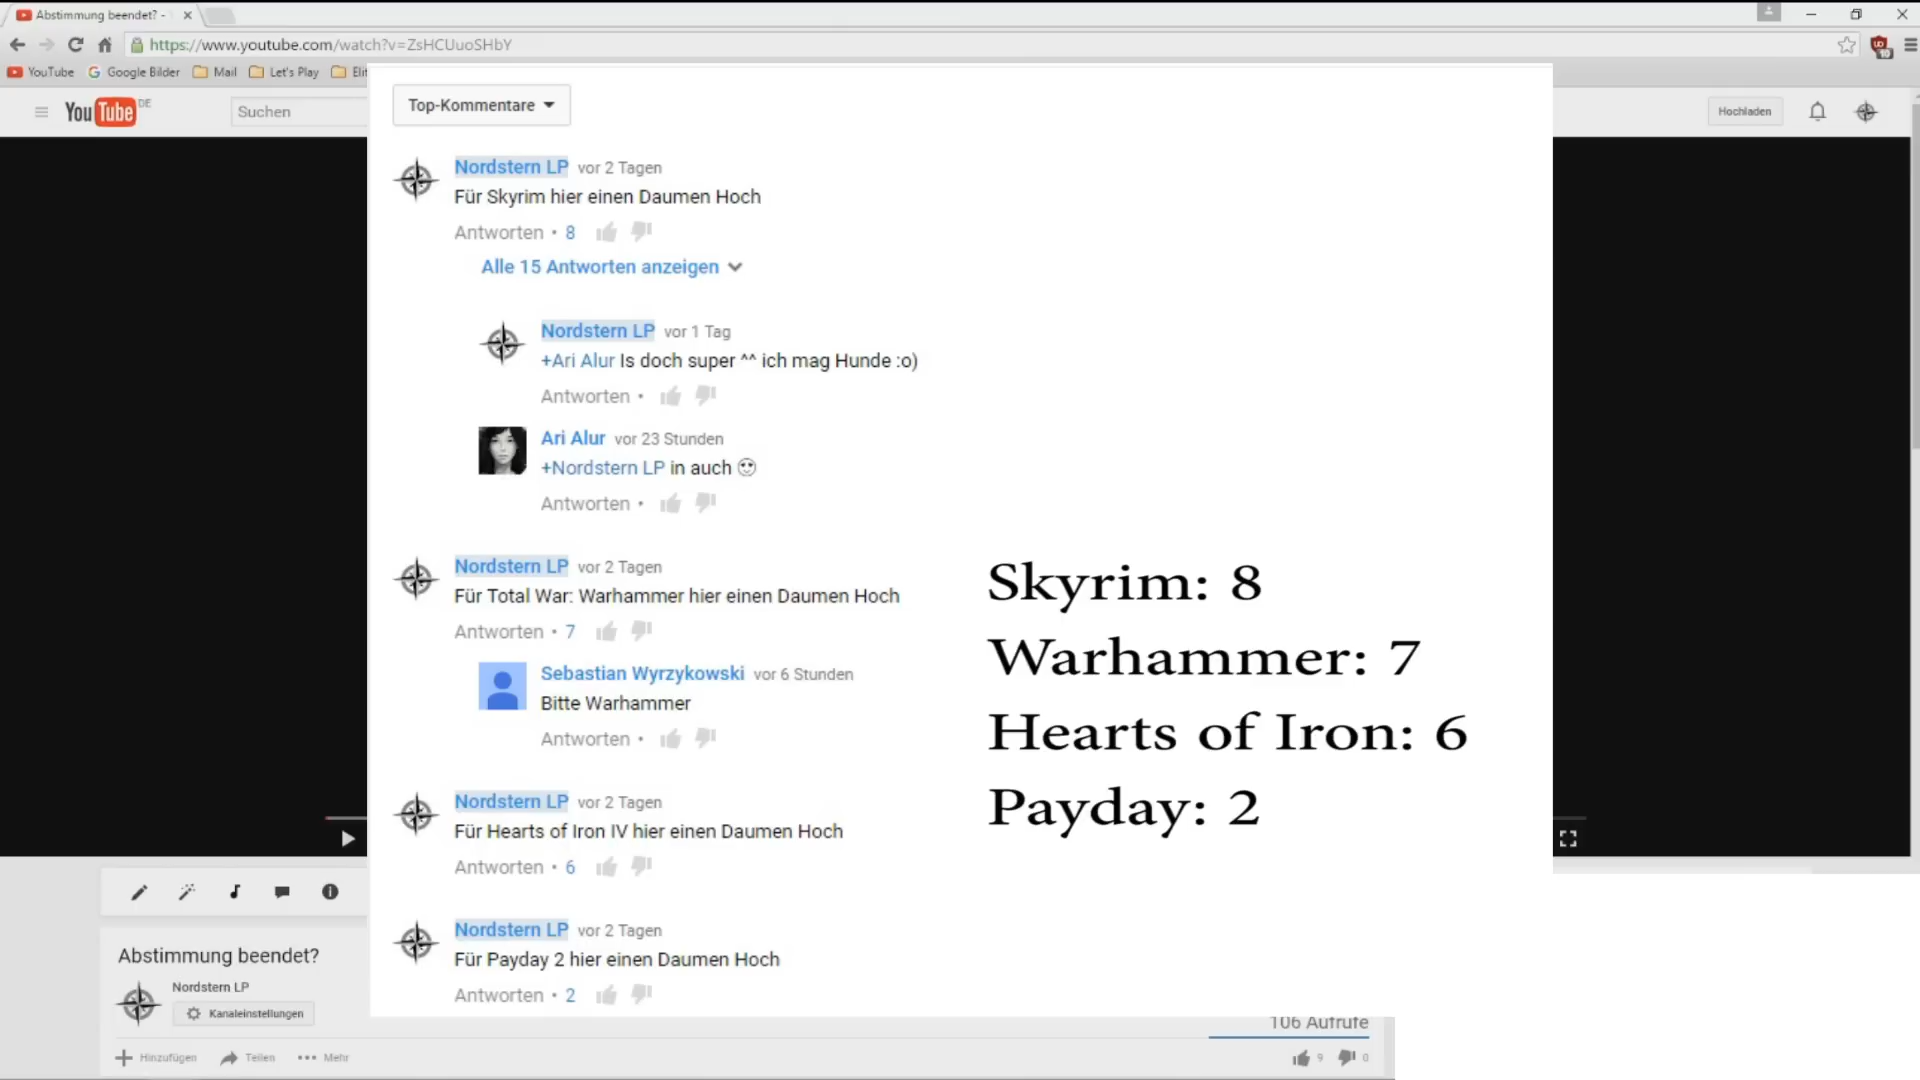 Abstimmung beendet? -
https://www.youtube.com/watch?v=ZsHCUuoSHbY
YouTube
Google Bilder
Mail
Let's Play
Elit
YouTube DE
Suchen
Hochladen
Top-Kommentare
Nordstern LP vor 2 Tagen
Für Skyrim hier einen Daumen Hoch
Antworten • 8
Alle 15 Antworten anzeigen
Nordstern LP vor 1 Tag
+Ari Alur Is doch super ^^ ich mag Hunde :o)
Antworten •
Ari Alur vor 23 Stunden
+Nordstern LP in auch
Antworten •
Nordstern LP vor 2 Tagen
Für Total War: Warhammer hier einen Daumen Hoch
Antworten • 7
Sebastian Wyrzykowski vor 6 Stunden
Bitte Warhammer
Antworten •
Nordstern LP vor 2 Tagen
Für Hearts of Iron IV hier einen Daumen Hoch
Antworten • 6
Nordstern LP vor 2 Tagen
Für Payday 2 hier einen Daumen Hoch
Antworten • 2
Skyrim: 8
Warhammer: 7
Hearts of Iron: 6
Payday: 2
Abstimmung beendet?
Nordstern LP
Kanaleinstellungen
106 Aufrufe
Hinzufügen
Teilen
Mehr
9
0